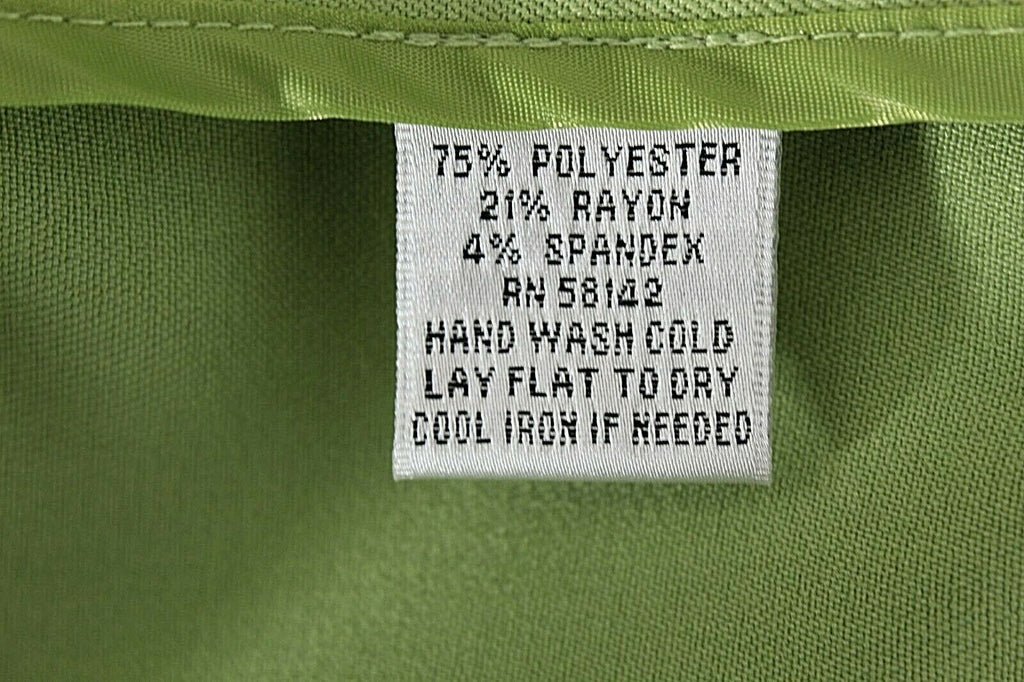 75% POLYESTER
21% RAYON
4% SPANDEX
RN 58142
HAND WASH COLD
LAY FLAT TO DRY
COOL IRON IF NEEDED